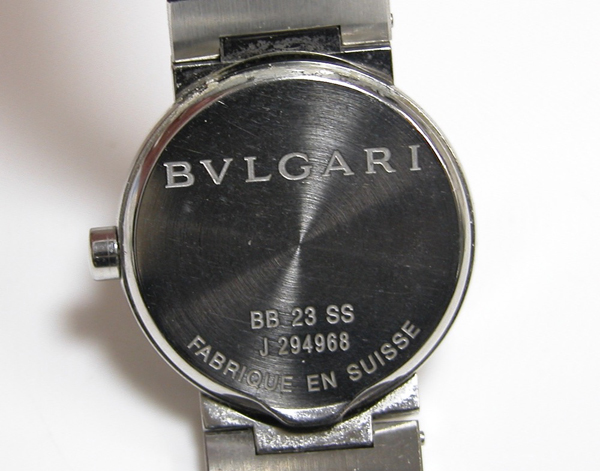 BVLGARI
BB 23 SS
J 294968
FABRIQUE EN SUISSE